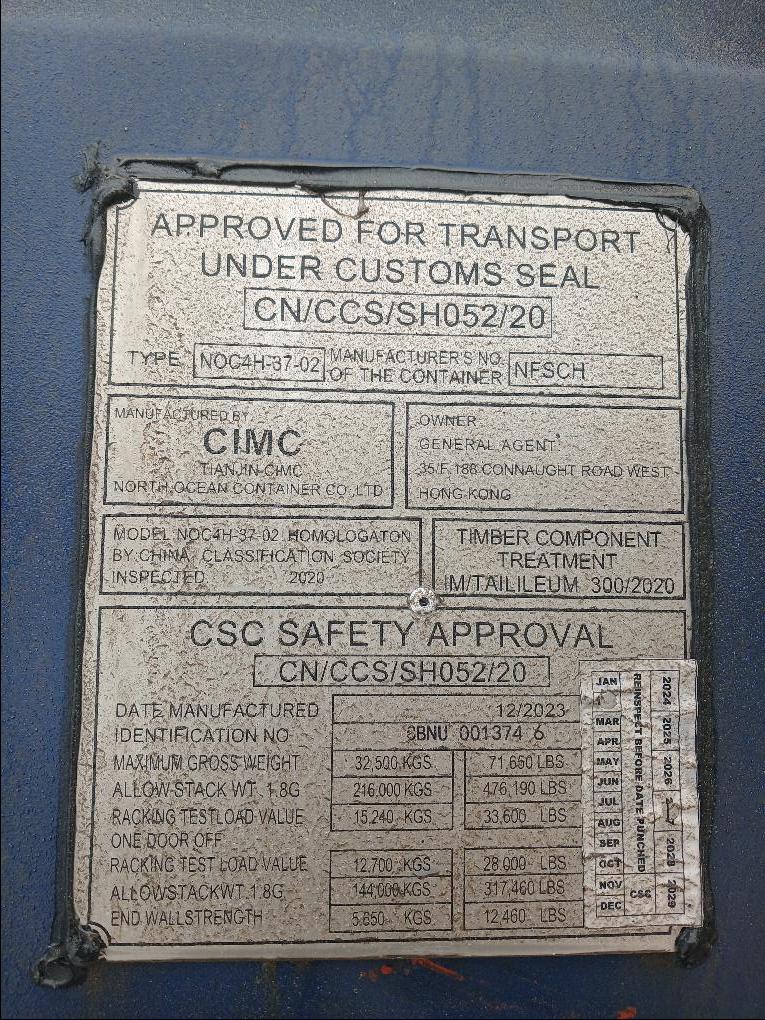 APPROVED FOR TRANSPORT
UNDER CUSTOMS SEAL
CN/CCS/SH052/20
TYPE NOC4H-37-02 MANUFACTURER'S NO.
OF THE CONTAINER NFSCH
MANUFACTURED BY
CIMC
TIANJIN CIMC
NORTH OCEAN CONTAINER CO.,LTD
OWNER
GENERAL AGENT
35/F 188 CONNAUGHT ROAD WEST
HONG KONG
MODEL NOC4H-37-02 HOMOLOGATON
BY CHINA CLASSIFICATION SOCIETY
INSPECTED 2020
TIMBER COMPONENT
TREATMENT
IM/TAILILEUM 300/2020
CSC SAFETY APPROVAL
CN/CCS/SH052/20
DATE MANUFACTURED 12/2023
IDENTIFICATION NO 001374 6
MAXIMUM GROSS WEIGHT 32,500 KGS 71,650 LBS
ALLOW STACK WT. 1.8G 216,000 KGS 476,190 LBS
RACKING TESTLOAD VALUE 15,240 KGS 33,600 LBS
ONE DOOR OFF
RACKING TEST LOAD VALUE 12,700 KGS 28,000 LBS
ALLOWSTACKWT. 1.8G 144,000 KGS 317,460 LBS
END WALLSTRENGTH 5,650 KGS 12,460 LBS
JAN
MAR
APR
MAY
JUN
JUL
AUG
SEP
OCT
NOV
DEC
REINSPECT BEFORE DATE PUNCHED
CSC
2024 2025 2026 2028 2029